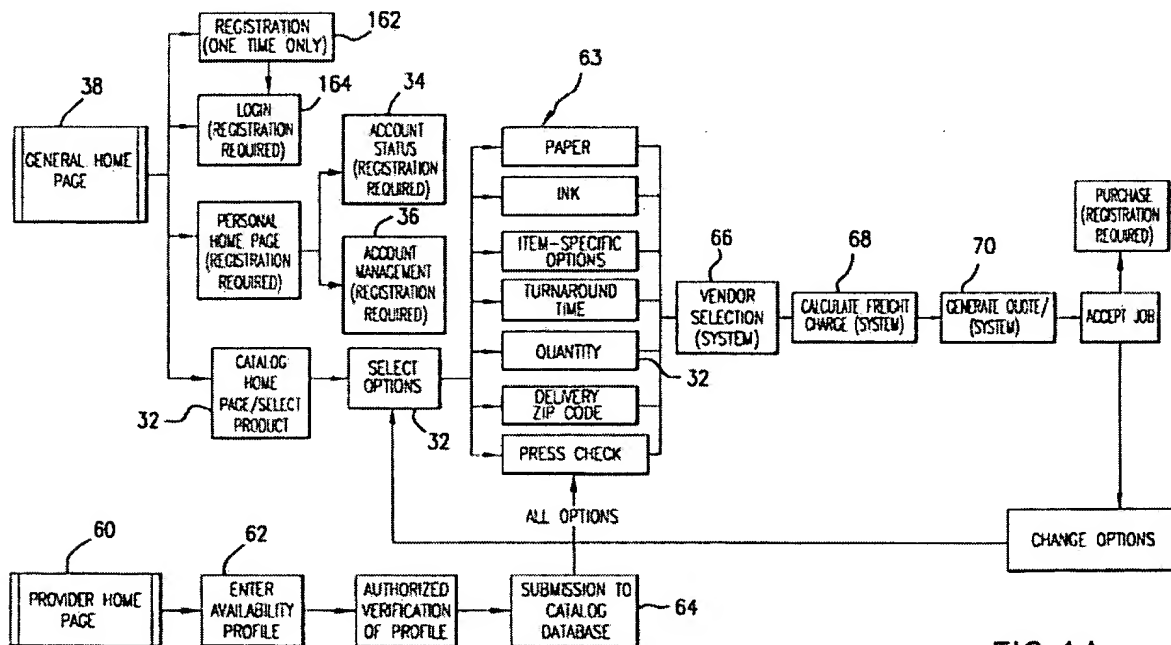 REGISTRATION
(ONE TIME ONLY)
162
38
GENERAL HOME
PAGE
LOGIN
(REGISTRATION
REQUIRED)
164
PERSONAL
HOME PAGE
(REGISTRATION
REQUIRED)
34
ACCOUNT
STATUS
(REGISTRATION
REQUIRED)
36
ACCOUNT
MANAGEMENT
(REGISTRATION
REQUIRED)
CATALOG
HOME
PAGE/SELECT
PRODUCT
32
SELECT
OPTIONS
32
63
PAPER
INK
ITEM-SPECIFIC
OPTIONS
TURNAROUND
TIME
QUANTITY
32
DELIVERY
ZIP CODE
PRESS CHECK
ALL OPTIONS
66
VENDOR
SELECTION
(SYSTEM)
68
CALCULATE FREIGHT
CHARGE (SYSTEM)
70
GENERATE QUOTE/
(SYSTEM)
ACCEPT JOB
PURCHASE
(REGISTRATION
REQUIRED)
CHANGE OPTIONS
60
PROVIDER HOME
PAGE
62
ENTER
AVAILABILITY
PROFILE
AUTHORIZED
VERIFICATION
OF PROFILE
SUBMISSION TO
CATALOG
DATABASE
64